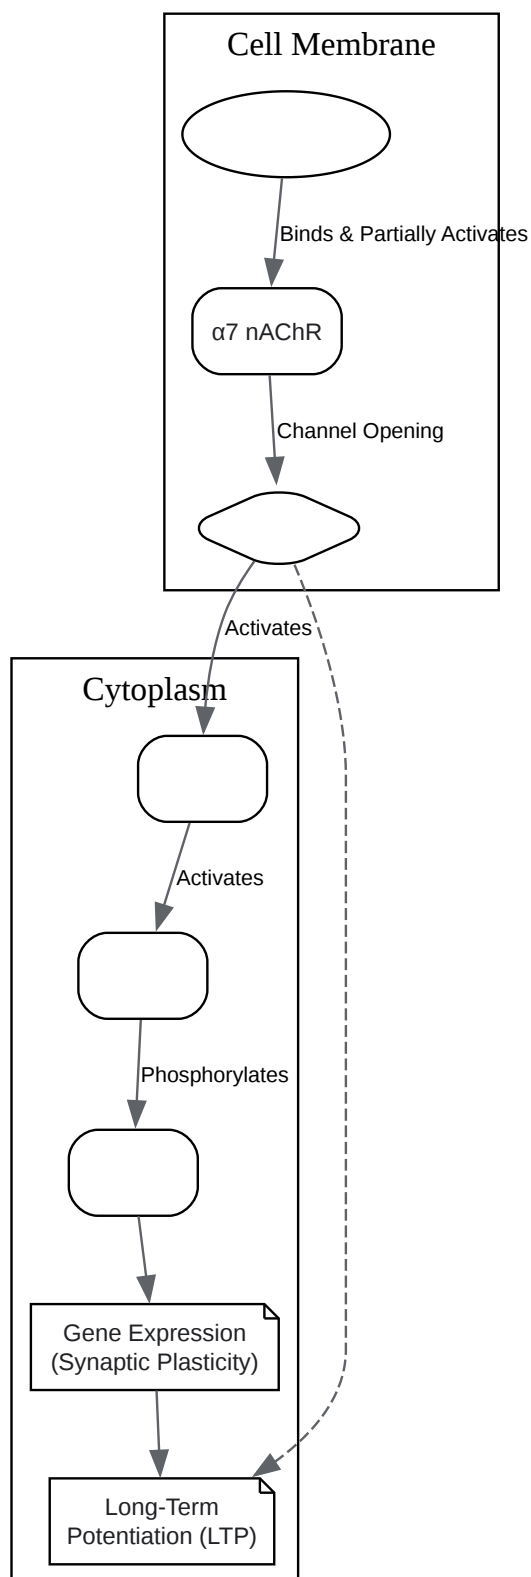 Cell Membrane
Binds & Partially Activates
α7 nAChR
Channel Opening
Activates
Cytoplasm
Activates
Phosphorylates
Gene Expression
(Synaptic Plasticity)
Long-Term
Potentiation (LTP)